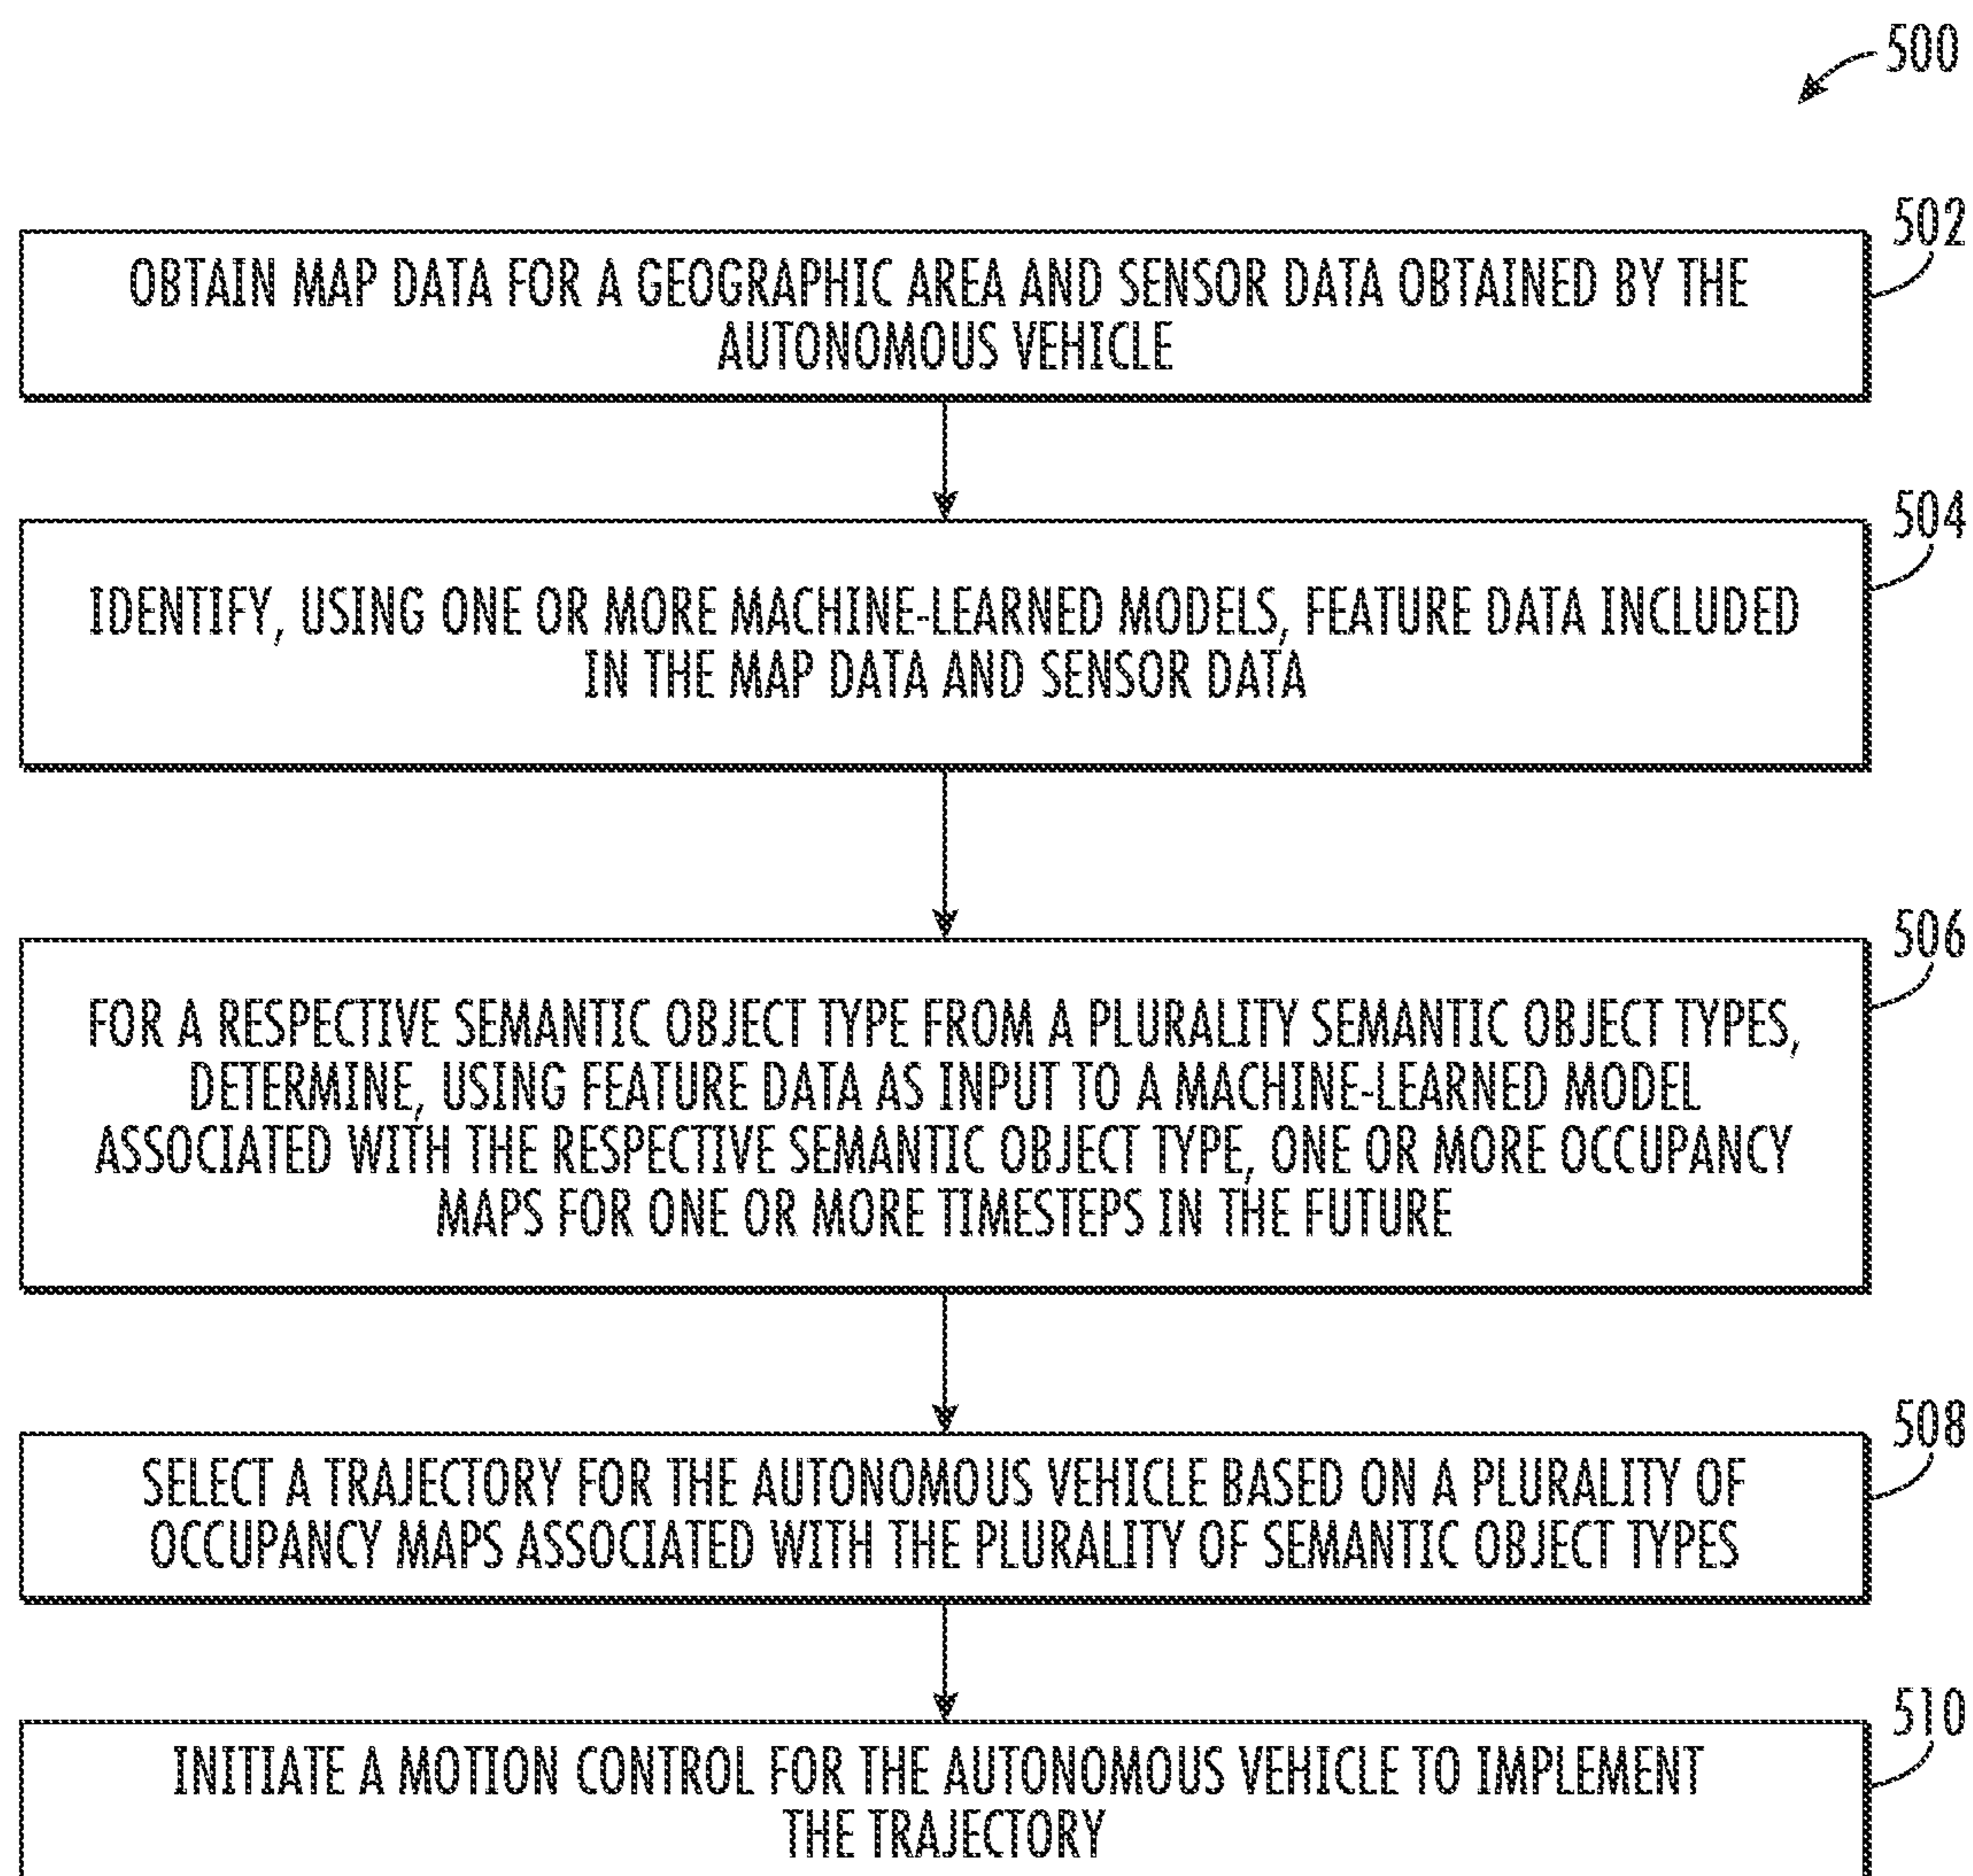 500
502
OBTAIN MAP DATA FOR A GEOGRAPHIC AREA AND SENSOR DATA OBTAINED BY THE
AUTONOMOUS VEHICLE
504
IDENTIFY, USING ONE OR MORE MACHINE-LEARNED MODELS, FEATURE DATA INCLUDED
IN THE MAP DATA AND SENSOR DATA
506
FOR A RESPECTIVE SEMANTIC OBJECT TYPE FROM A PLURALITY SEMANTIC OBJECT TYPES,
DETERMINE, USING FEATURE DATA AS INPUT TO A MACHINE-LEARNED MODEL
ASSOCIATED WITH THE RESPECTIVE SEMANTIC OBJECT TYPE, ONE OR MORE OCCUPANCY
MAPS FOR ONE OR MORE TIMESTEPS IN THE FUTURE
508
SELECT A TRAJECTORY FOR THE AUTONOMOUS VEHICLE BASED ON A PLURALITY OF
OCCUPANCY MAPS ASSOCIATED WITH THE PLURALITY OF SEMANTIC OBJECT TYPES
510
INITIATE A MOTION CONTROL FOR THE AUTONOMOUS VEHICLE TO IMPLEMENT
THE TRAJECTORY